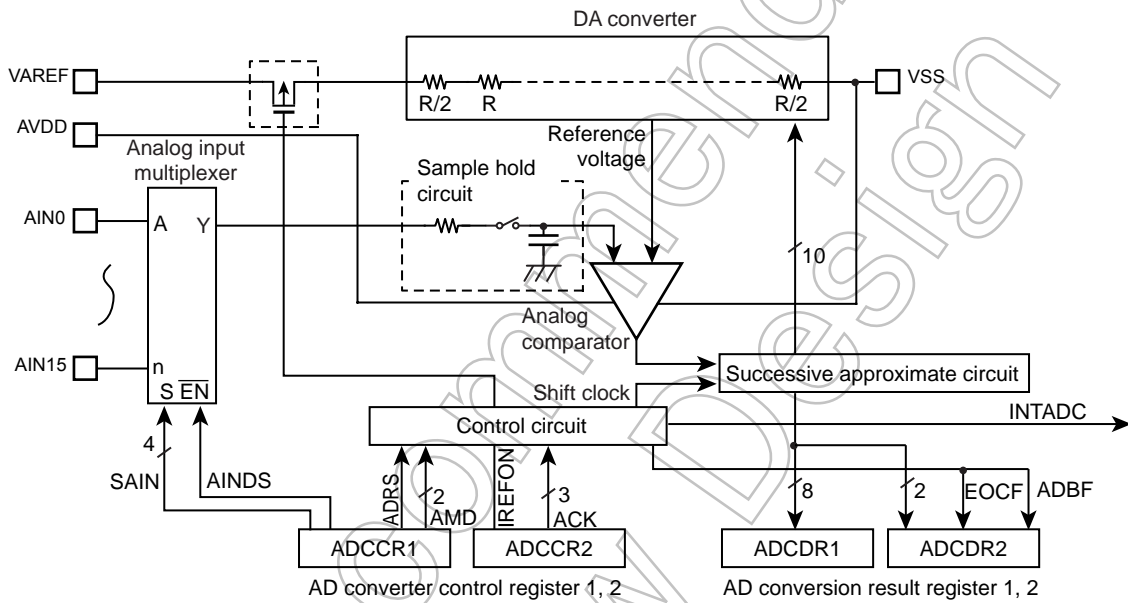 DA converter
VAREF
VSS
R/2
R
R/2
AVDD
Reference
voltage
Analog input
multiplexer
Sample hold
circuit
AIN0
A
Y
10
Analog
comparator
AIN15
n
S EN
Successive approximate circuit
Shift clock
INTADC
Control circuit
4
SAIN
AINDS
ADRS
2
AMD
IREFON
3
ACK
8
2
EOCF
ADBF
ADCCR1
ADCCR2
ADCDR1
ADCDR2
AD converter control register 1, 2
AD conversion result register 1, 2
Design